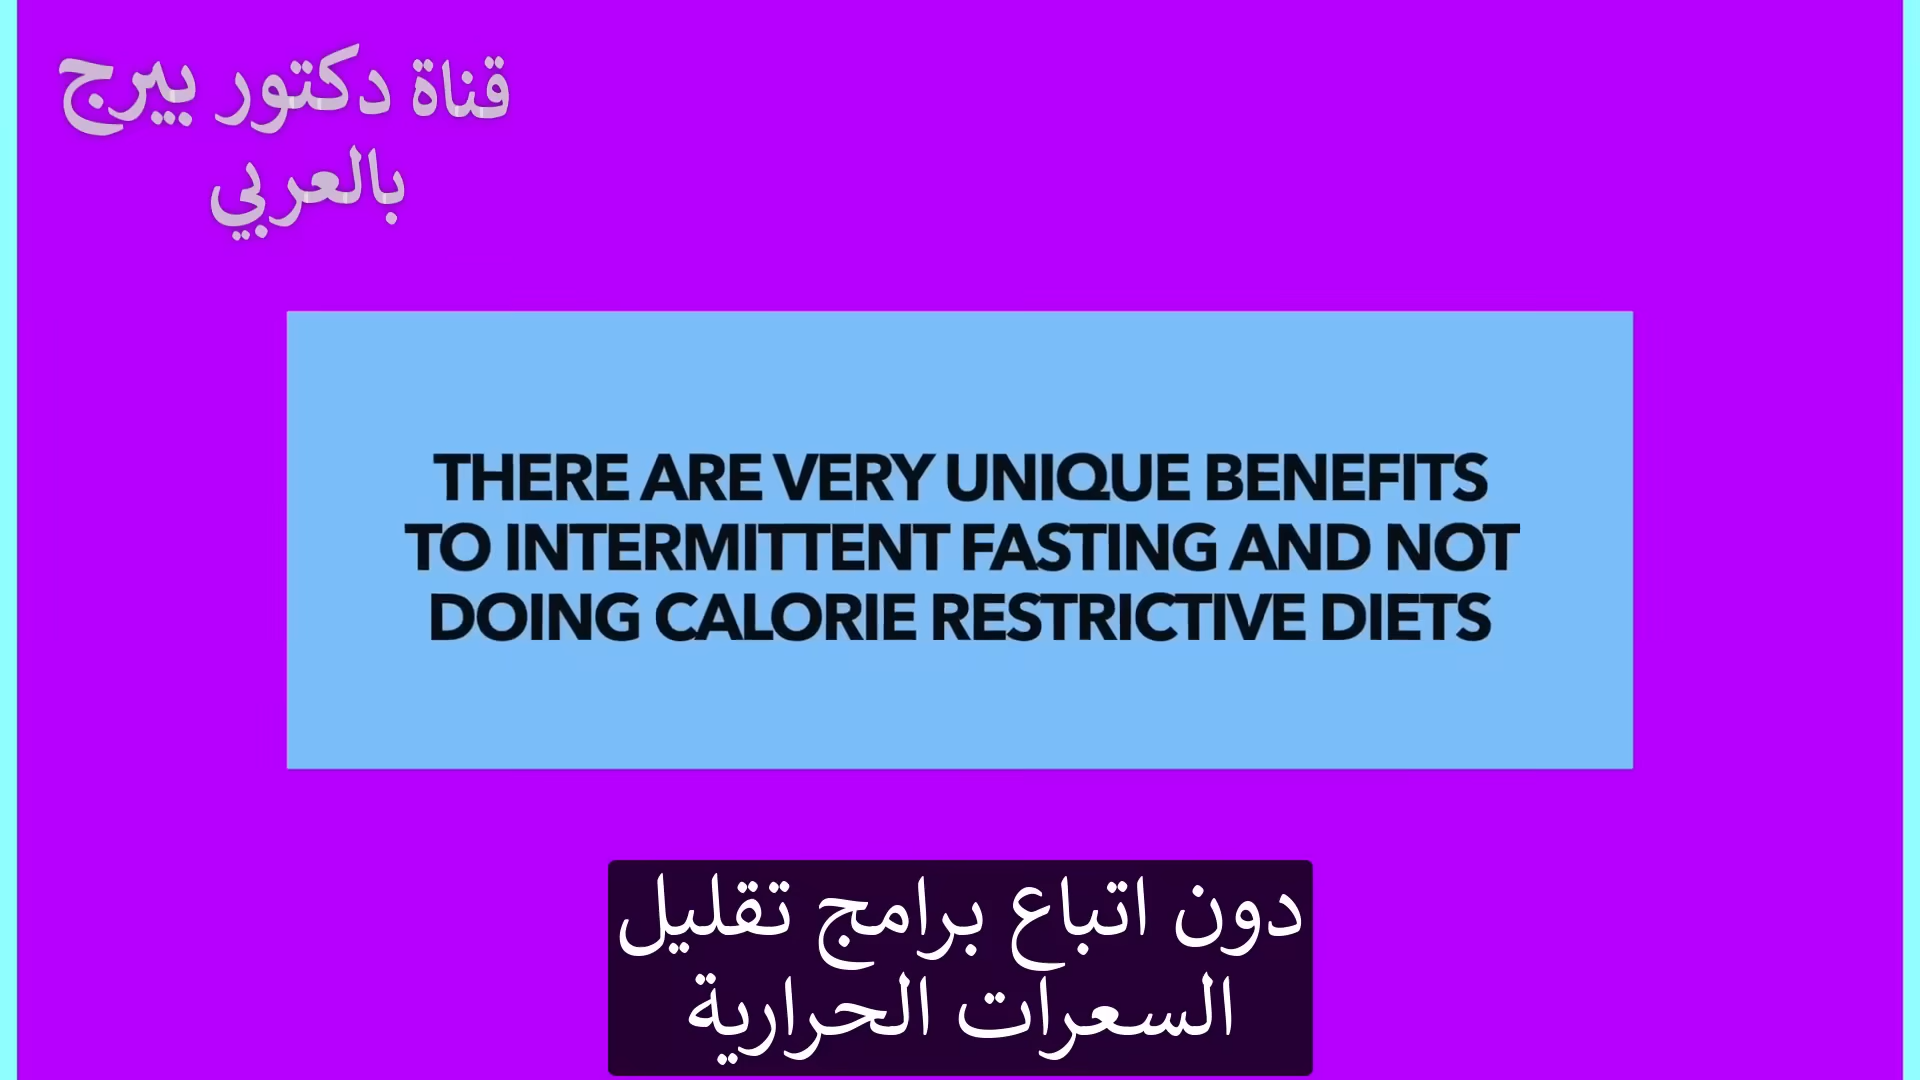 قناة دكتور بيرج
بالعربي
THERE ARE VERY UNIQUE BENEFITS
TO INTERMITTENT FASTING AND NOT
DOING CALORIE RESTRICTIVE DIETS
دون اتباع برامج تقليل
السعرات الحرارية